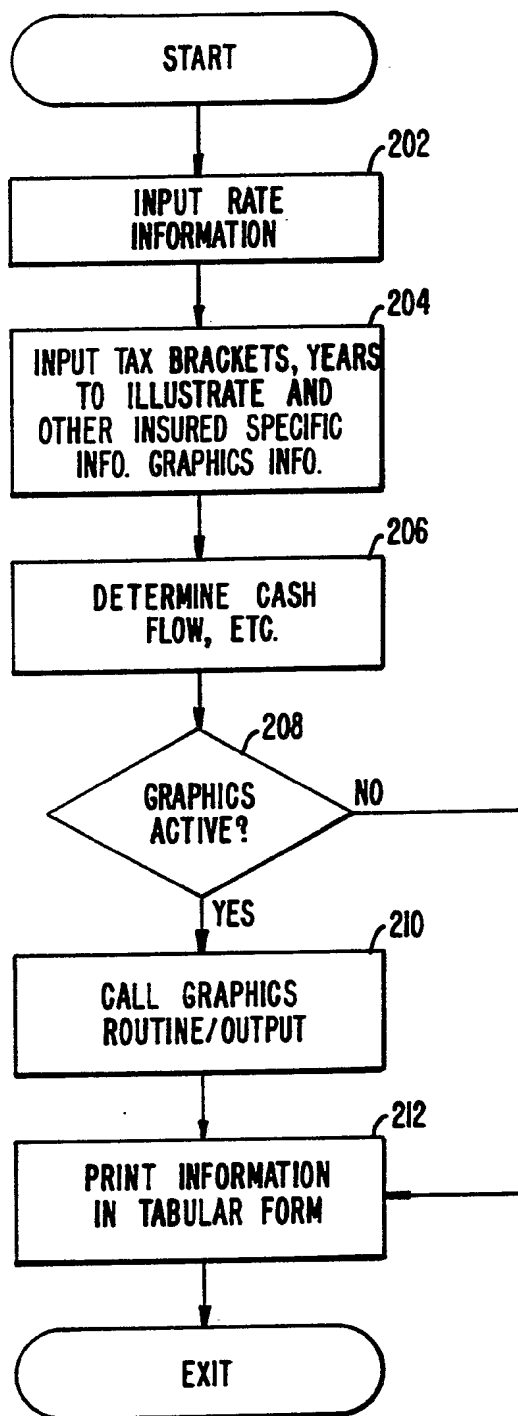 START
202
INPUT RATE
INFORMATION
204
INPUT TAX BRACKETS, YEARS
TO ILLUSTRATE AND
OTHER INSURED SPECIFIC
INFO. GRAPHICS INFO.
206
DETERMINE CASH
FLOW, ETC.
208
GRAPHICS
ACTIVE?
NO
YES
210
CALL GRAPHICS
ROUTINE/OUTPUT
212
PRINT INFORMATION
IN TABULAR FORM
EXIT